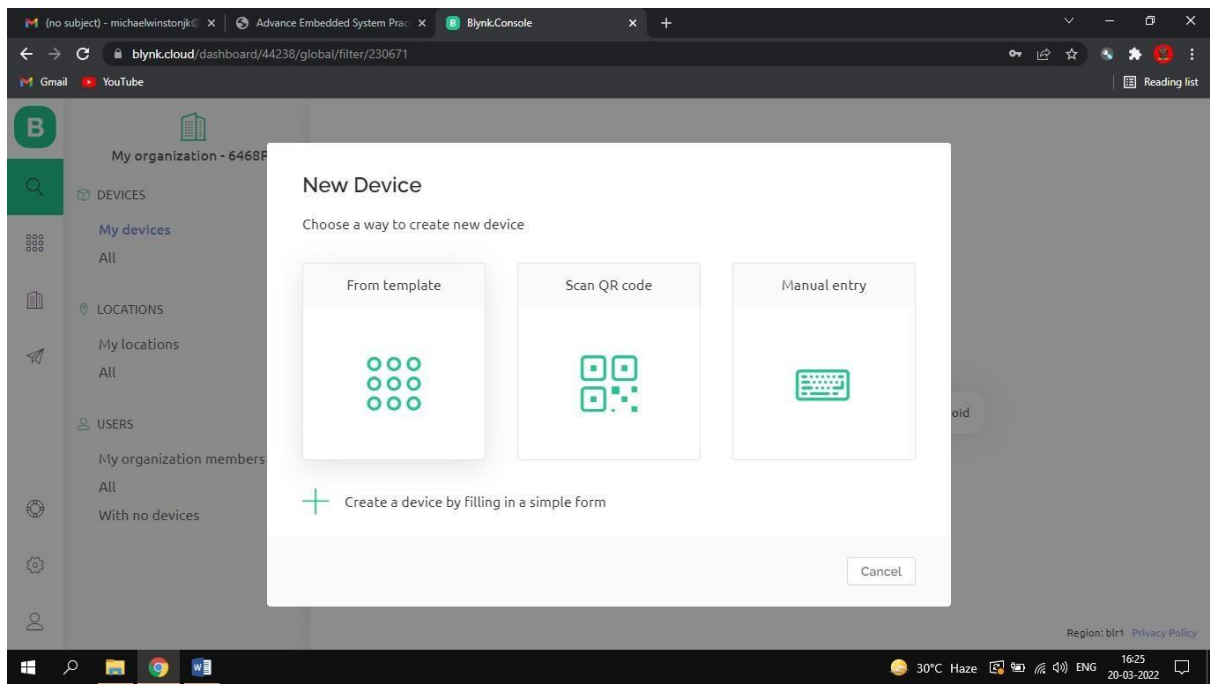 (no subject) - michaelwinstonjk@
Advance Embedded System Prac
Blynk.Console
blynk.cloud/dashboard/44238/global/filter/230671
Gmail
YouTube
Reading list
B
My organization - 6468
DEVICES
My devices
All
LOCATIONS
My locations
All
USERS
My organization members
All
With no devices
New Device
Choose a way to create new device
From template
Scan QR code
Manual entry
Create a device by filling in a simple form
Cancel
oid
Region: blr1 Privacy Policy
30°C Haze
ENG
16:25
20-03-2022